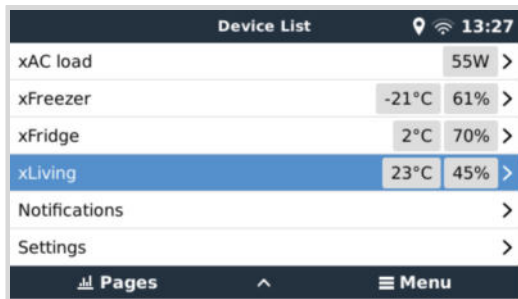 Device List 13:27
xAC load 55W
xFreezer -21°C 61%
xFridge 2°C 70%
xLiving 23°C 45%
Notifications
Settings
Pages Menu